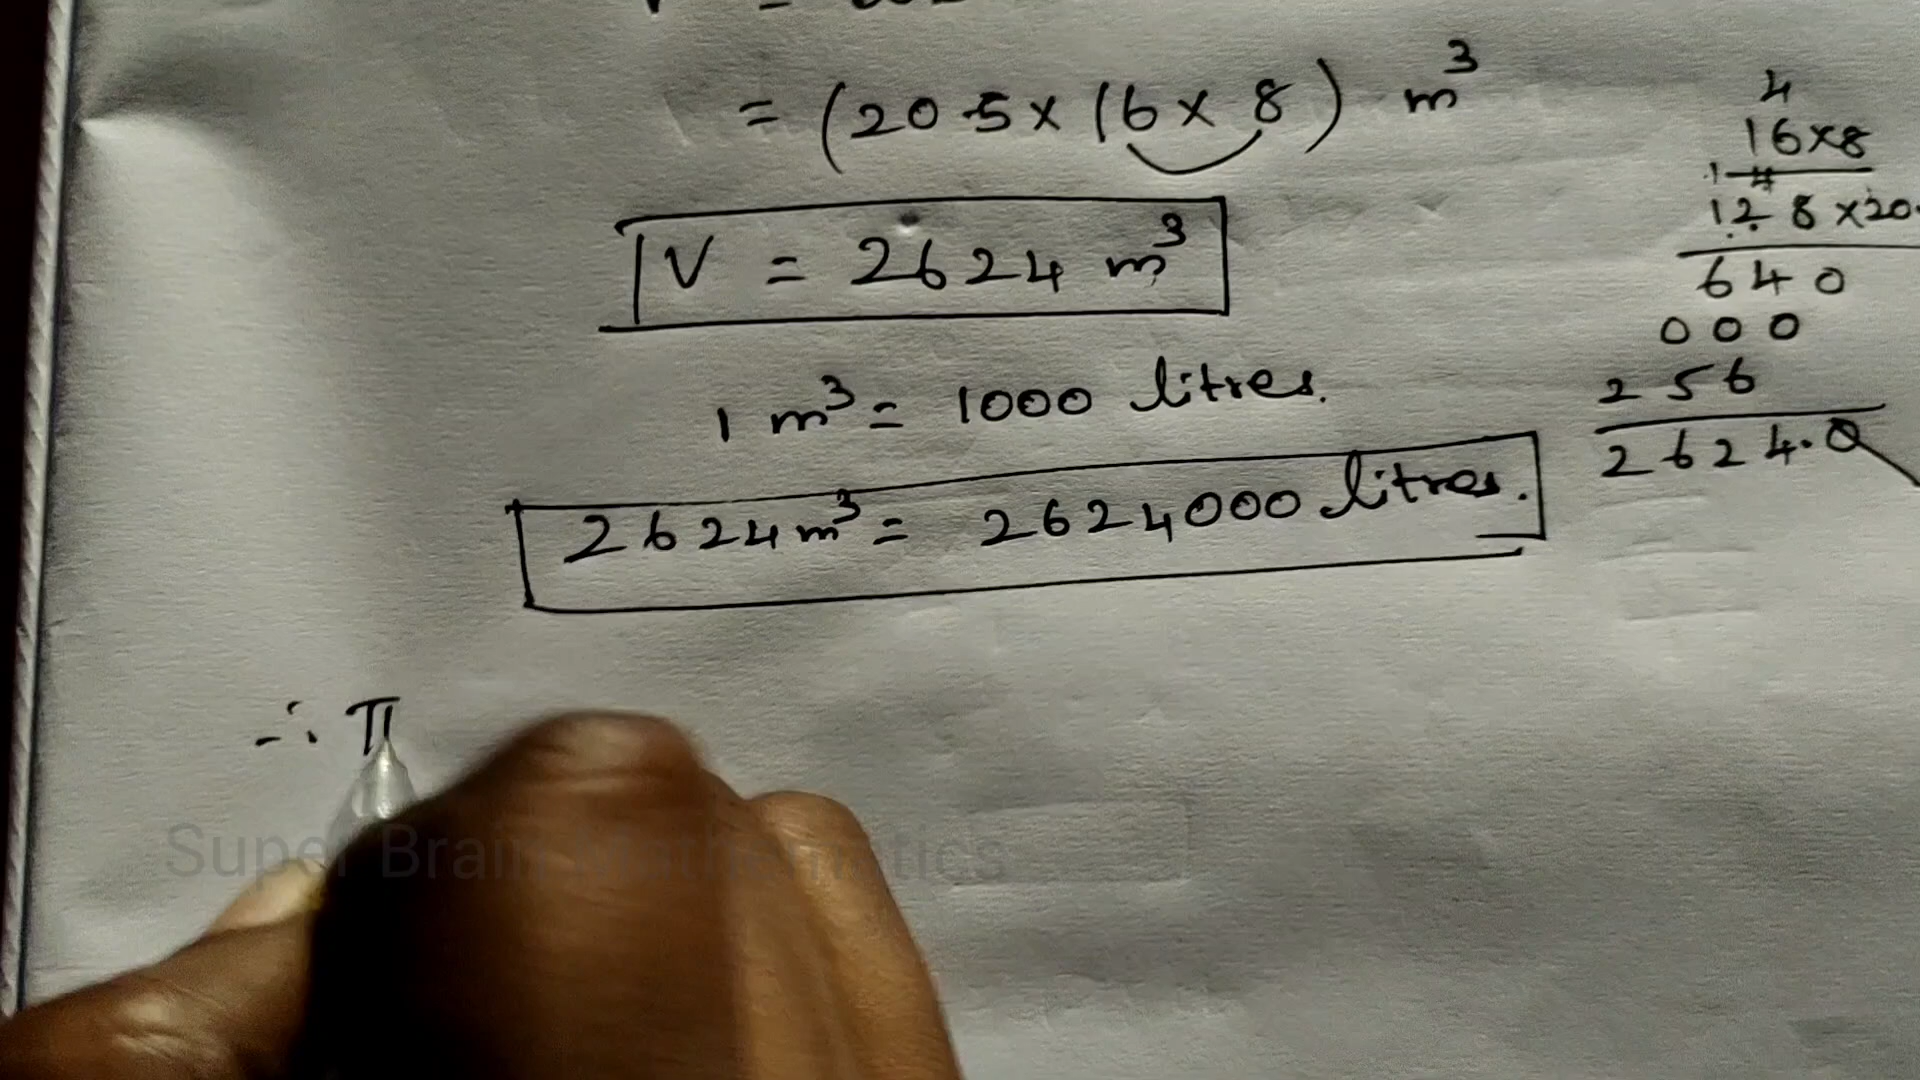 = (20.5 × 16 × 8) m³
V = 2624 m³
1 m³ = 1000 litres.
2624 m³ = 2624000 litres.
4
16×8
128×20.
640
000
256
2624.0
∴ T
Super Brain Mathematics